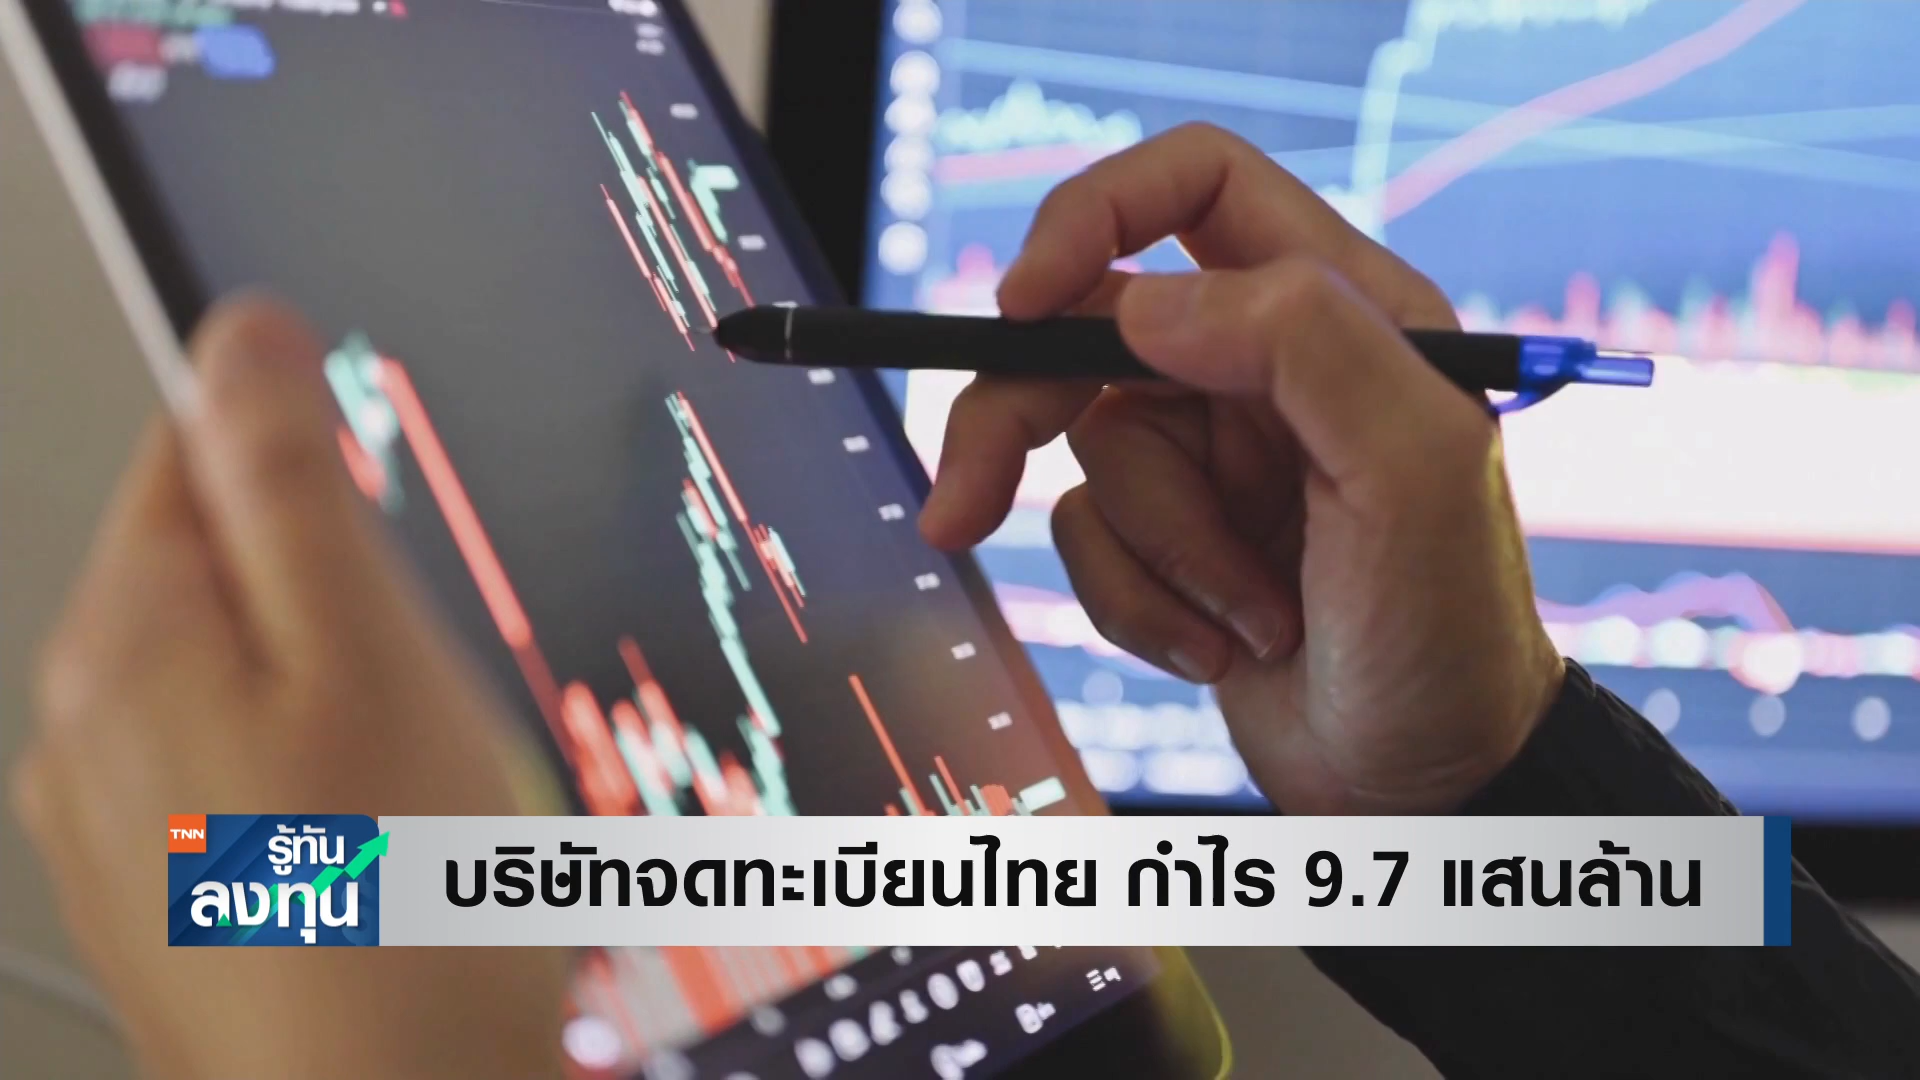 TNN
รู้ทัน
ลงทุน
บริษัทจดทะเบียนไทย กำไร 9.7 แสนล้าน